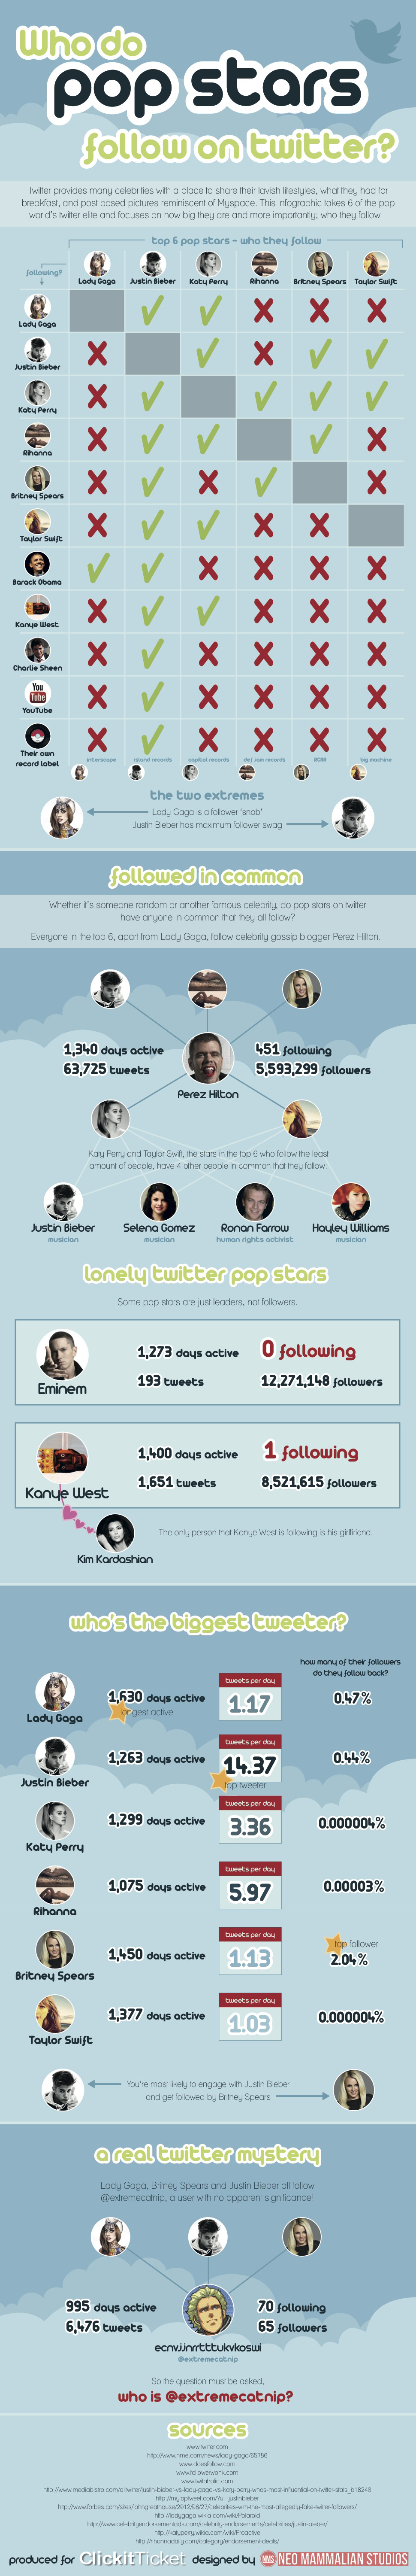 Who do
pop stars
follow on twitter?
Twitter provides many celebrities with a place to share their lavish lifestyles, what they had for
breakfast, and post posed pictures reminiscent of Myspace. This infographic takes 6 of the pop
world's twitter elite and focuses on how big they are and more importantly; who they follow.
top 6 pop stars - who they follow
following?
Lady Gaga Justin Bieber Katy Perry Rihanna Britney Spears Taylor Swift
Lady Gaga
Justin Bieber
Katy Perry
Rihanna
Britney Spears
Taylor Swift
Barack Obama
Kanye West
Charlie Sheen
You Tube
YouTube
Their own
record label
interscope island records capitol records def jam records RCA big machine
the two extremes
Lady Gaga is a follower 'snob'
Justin Bieber has maximum follower swag
followed in common
Whether it's someone random or another famous celebrity, do pop stars on twitter
have anyone in common that they all follow?
Everyone in the top 6, apart from Lady Gaga, follow celebrity gossip blogger Perez Hilton.
1,340 days active
63,725 tweets
451 following
5,593,299 followers
Perez Hilton
Katy Perry and Taylor Swift, the stars in the top 6 who follow the least
amount of people, have 4 other people in common that they follow:
Justin Bieber Selena Gomez Ronan Farrow Hayley Williams
musician musician human rights activist musician
lonely twitter pop stars
Some pop stars are just leaders, not followers.
Eminem
1,273 days active
0 following
193 tweets
12,271,148 followers
Kanye West
1,400 days active
1 following
1,651 tweets
8,521,615 followers
The only person that Kanye West is following is his girlfriend.
Kim Kardashian
who's the biggest tweeter?
how many of their followers
do they follow back?
Lady Gaga
1,630 days active
longest active
tweets per day
1.17
0.47%
Justin Bieber
1,263 days active
tweets per day
14.37
top tweeter
0.44%
Katy Perry
1,299 days active
tweets per day
3.36
0.000004%
Rihanna
1,075 days active
tweets per day
5.97
0.00003%
Britney Spears
1,450 days active
tweets per day
1.13
top follower
2.04%
Taylor Swift
1,377 days active
tweets per day
1.03
0.000004%
You're most likely to engage with Justin Bieber
and get followed by Britney Spears
a real twitter mystery
Lady Gaga, Britney Spears and Justin Bieber all follow
@extremecatnip, a user with no apparent significance!
995 days active
6,476 tweets
70 following
65 followers
@extremecatnip
So the question must be asked,
who is @extremecatnip?
sources
www.twitter.com
http://www.nme.com/news/lady-gaga/65786
www.doesfollow.com
www.followerwonk.com
www.twitaholic.com
http://www.mediabistro.com/alltwitter/justin-bieber-vs-lady-gaga-vs-katy-perry-whos-most-influential-on-twitter-stats_b18249
http://mytoptweet.com/?u=justinbieber
http://www.forbes.com/sites/johngreathouse/2012/08/27/celebrities-with-the-most-allegedly-fake-twitter-followers/
http://ladygaga.wikia.com/wiki/Polaroid
http://www.celebrityendorsementads.com/celebrity-endorsements/celebrities/justin-bieber/
http://katyperry.wikia.com/wiki/Proactive
http://rihannadaily.com/category/endorsement-deals/
produced for ClickitTicket designed by NMS NEO MAMMALIAN STUDIOS